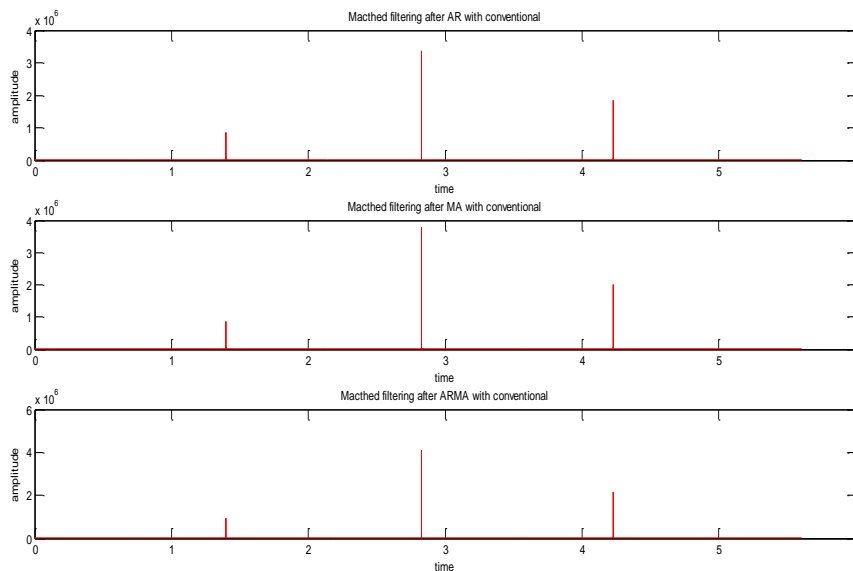 Macthed filtering after AR with conventional
x 10^6
4
3
2
1
0
amplitude
0 1 2 3 4 5
time
Macthed filtering after MA with conventional
x 10^6
4
3
2
1
0
amplitude
0 1 2 3 4 5
time
Macthed filtering after ARMA with conventional
x 10^6
6
4
2
0
amplitude
0 1 2 3 4 5
time